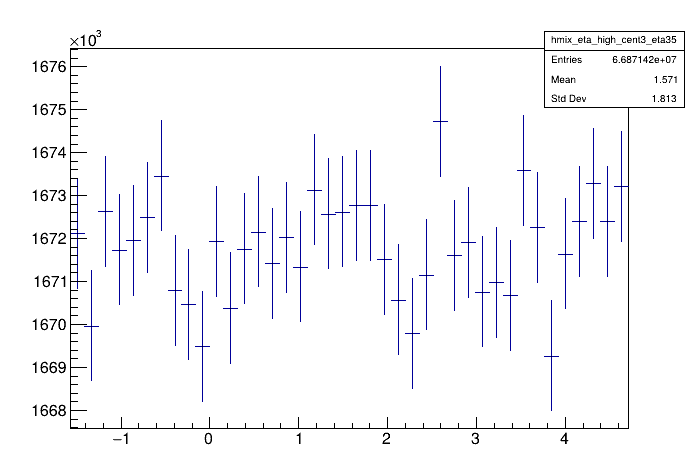 ×10³
hmix_eta_high_cent3_eta35
Entries 6.687142e+07
Mean 1.571
Std Dev 1.813
1676
1675
1674
1673
1672
1671
1670
1669
1668
−1 0 1 2 3 4